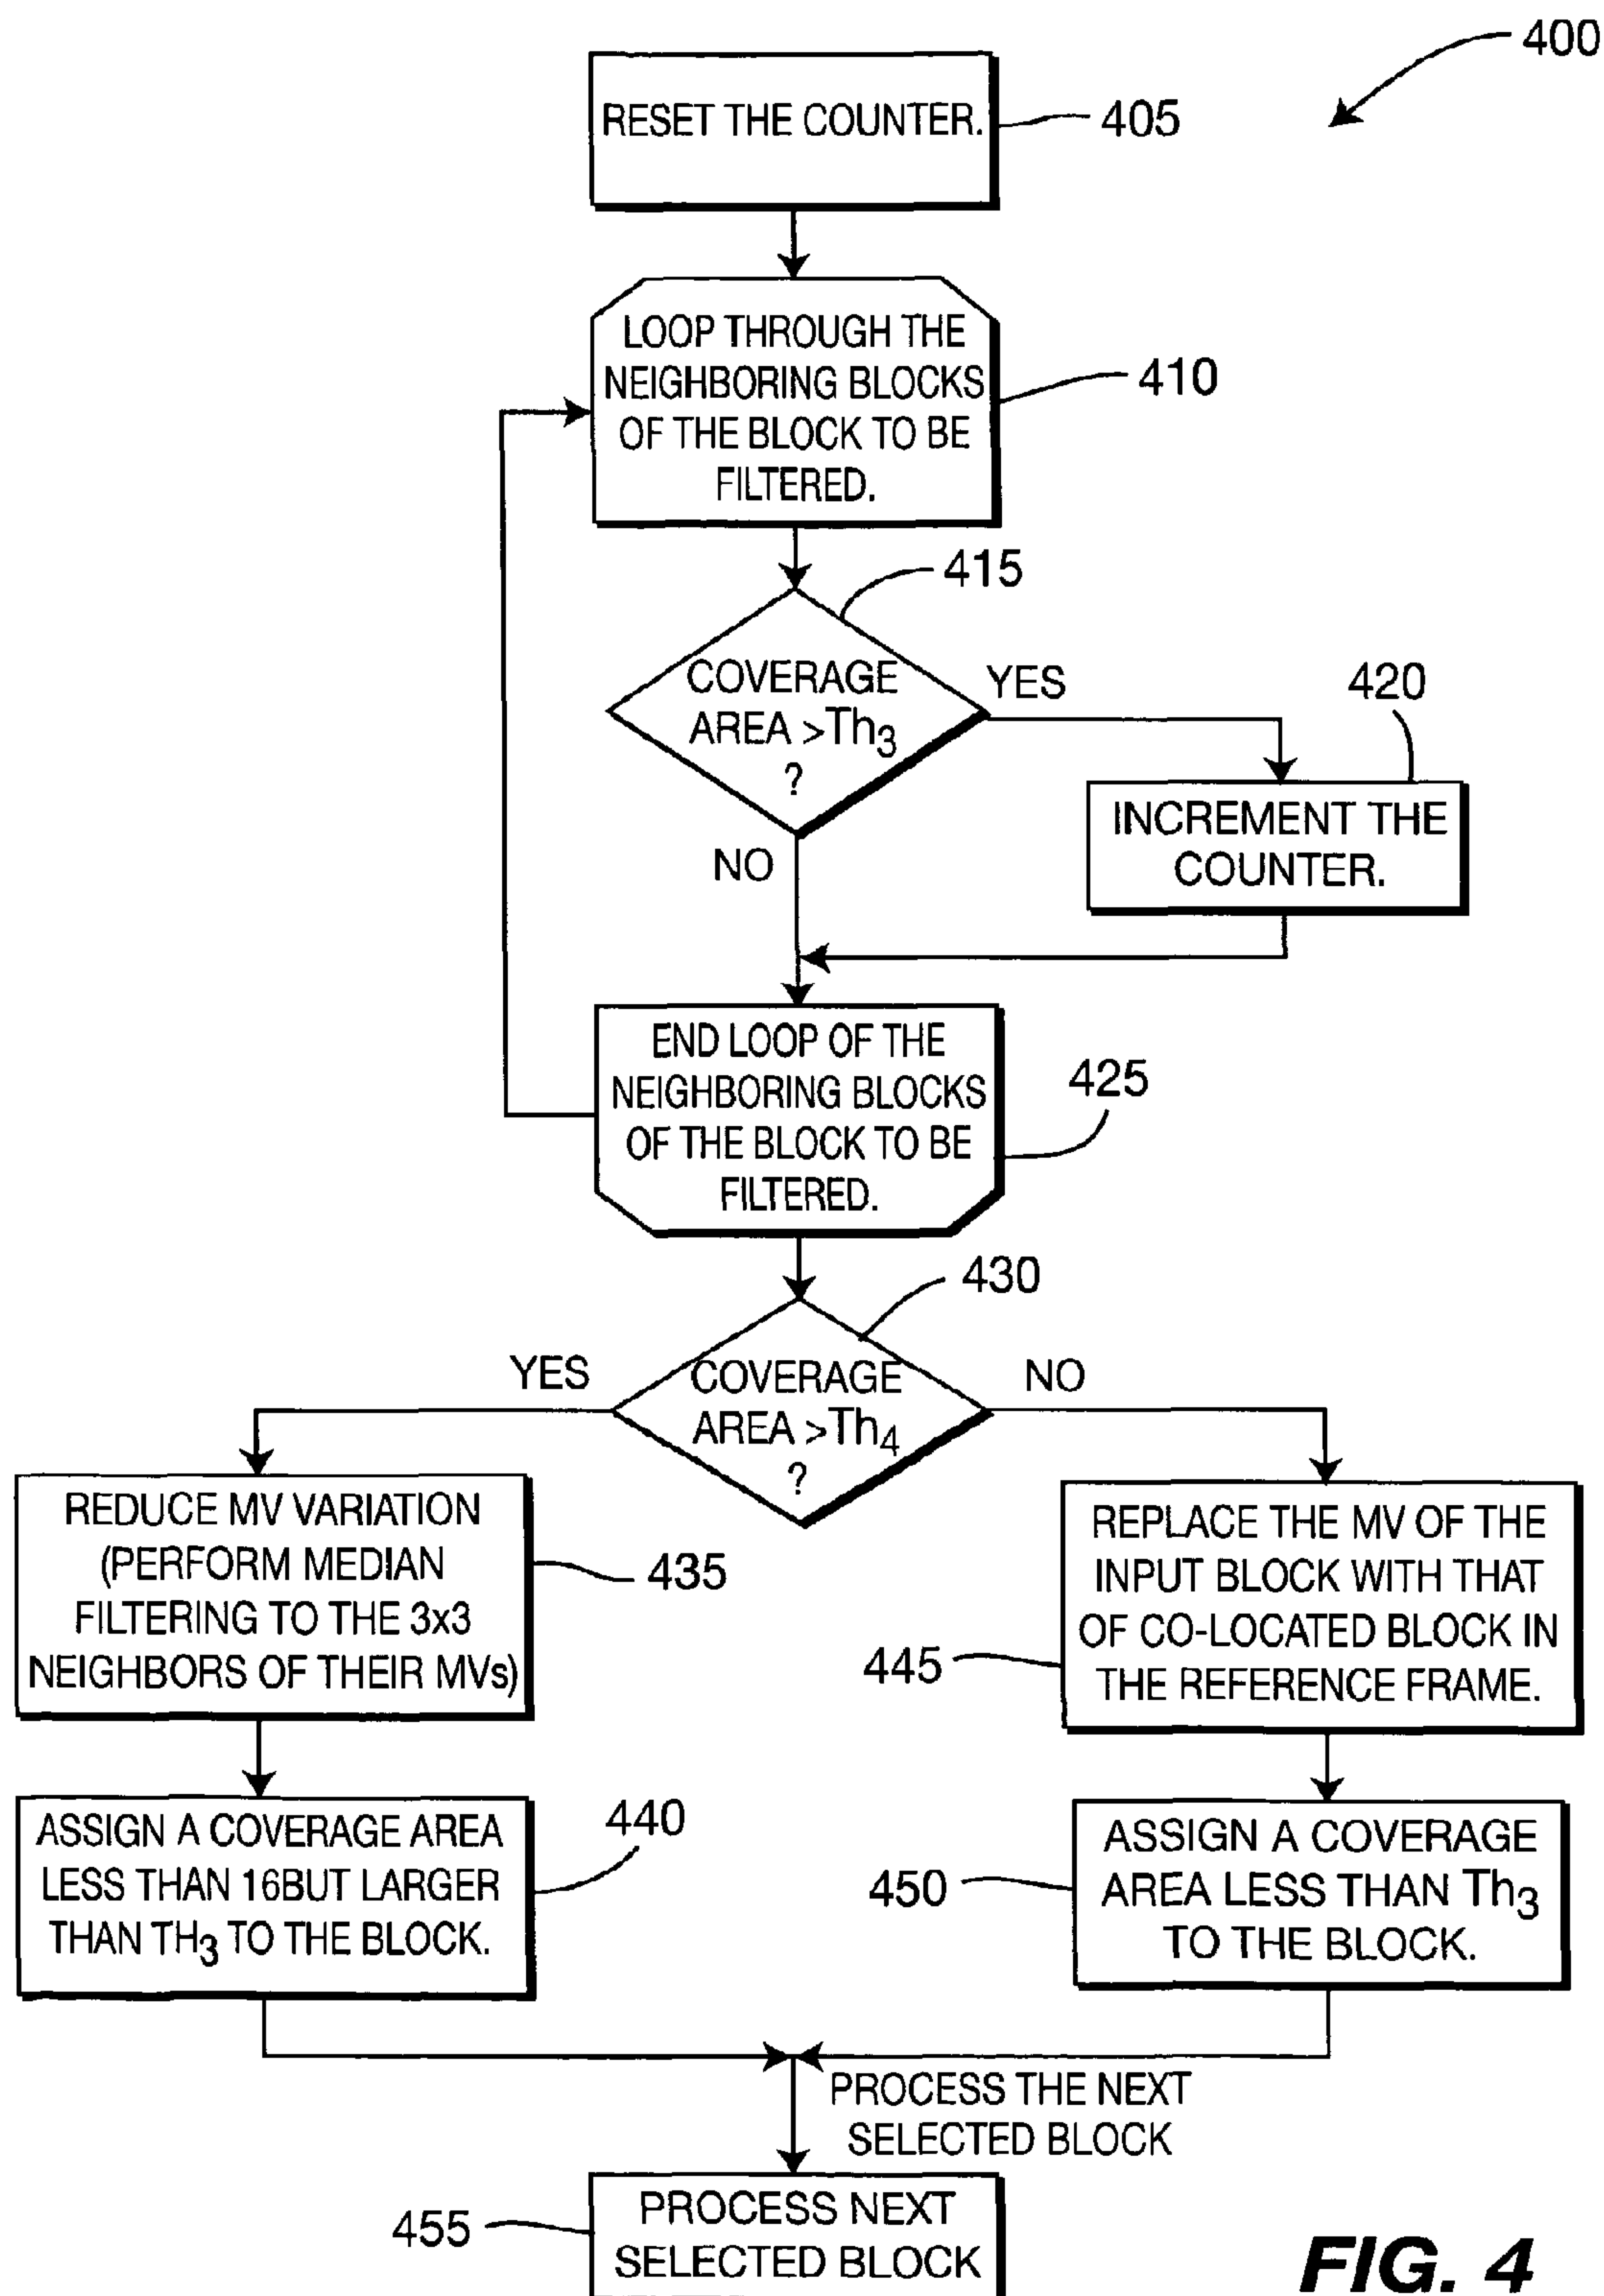 400
RESET THE COUNTER.
405
LOOP THROUGH THE
NEIGHBORING BLOCKS
OF THE BLOCK TO BE
FILTERED.
410
415
COVERAGE
AREA >Th3
?
YES
NO
420
INCREMENT THE
COUNTER.
END LOOP OF THE
NEIGHBORING BLOCKS
OF THE BLOCK TO BE
FILTERED.
425
430
COVERAGE
AREA >Th4
?
YES
NO
REDUCE MV VARIATION
(PERFORM MEDIAN
FILTERING TO THE 3x3
NEIGHBORS OF THEIR MVs)
435
REPLACE THE MV OF THE
INPUT BLOCK WITH THAT
OF CO-LOCATED BLOCK IN
THE REFERENCE FRAME.
445
ASSIGN A COVERAGE AREA
LESS THAN 16BUT LARGER
THAN TH3 TO THE BLOCK.
440
ASSIGN A COVERAGE
AREA LESS THAN Th3
TO THE BLOCK.
450
PROCESS THE NEXT
SELECTED BLOCK
PROCESS NEXT
SELECTED BLOCK
455
FIG. 4